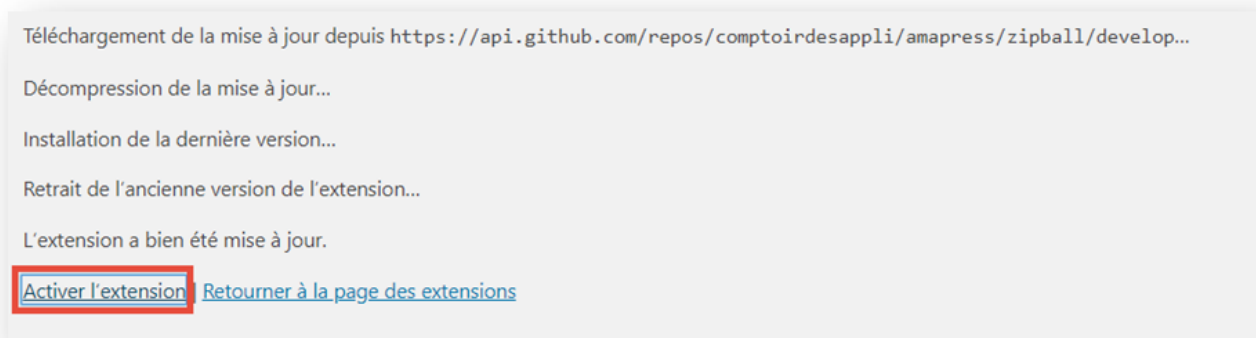 Téléchargement de la mise à jour depuis https://api.github.com/repos/comptoirdesappli/amapress/zipball/develop...
Décompression de la mise à jour...
Installation de la dernière version...
Retrait de l’ancienne version de l’extension...
L’extension a bien été mise à jour.
Activer l’extension | Retourner à la page des extensions